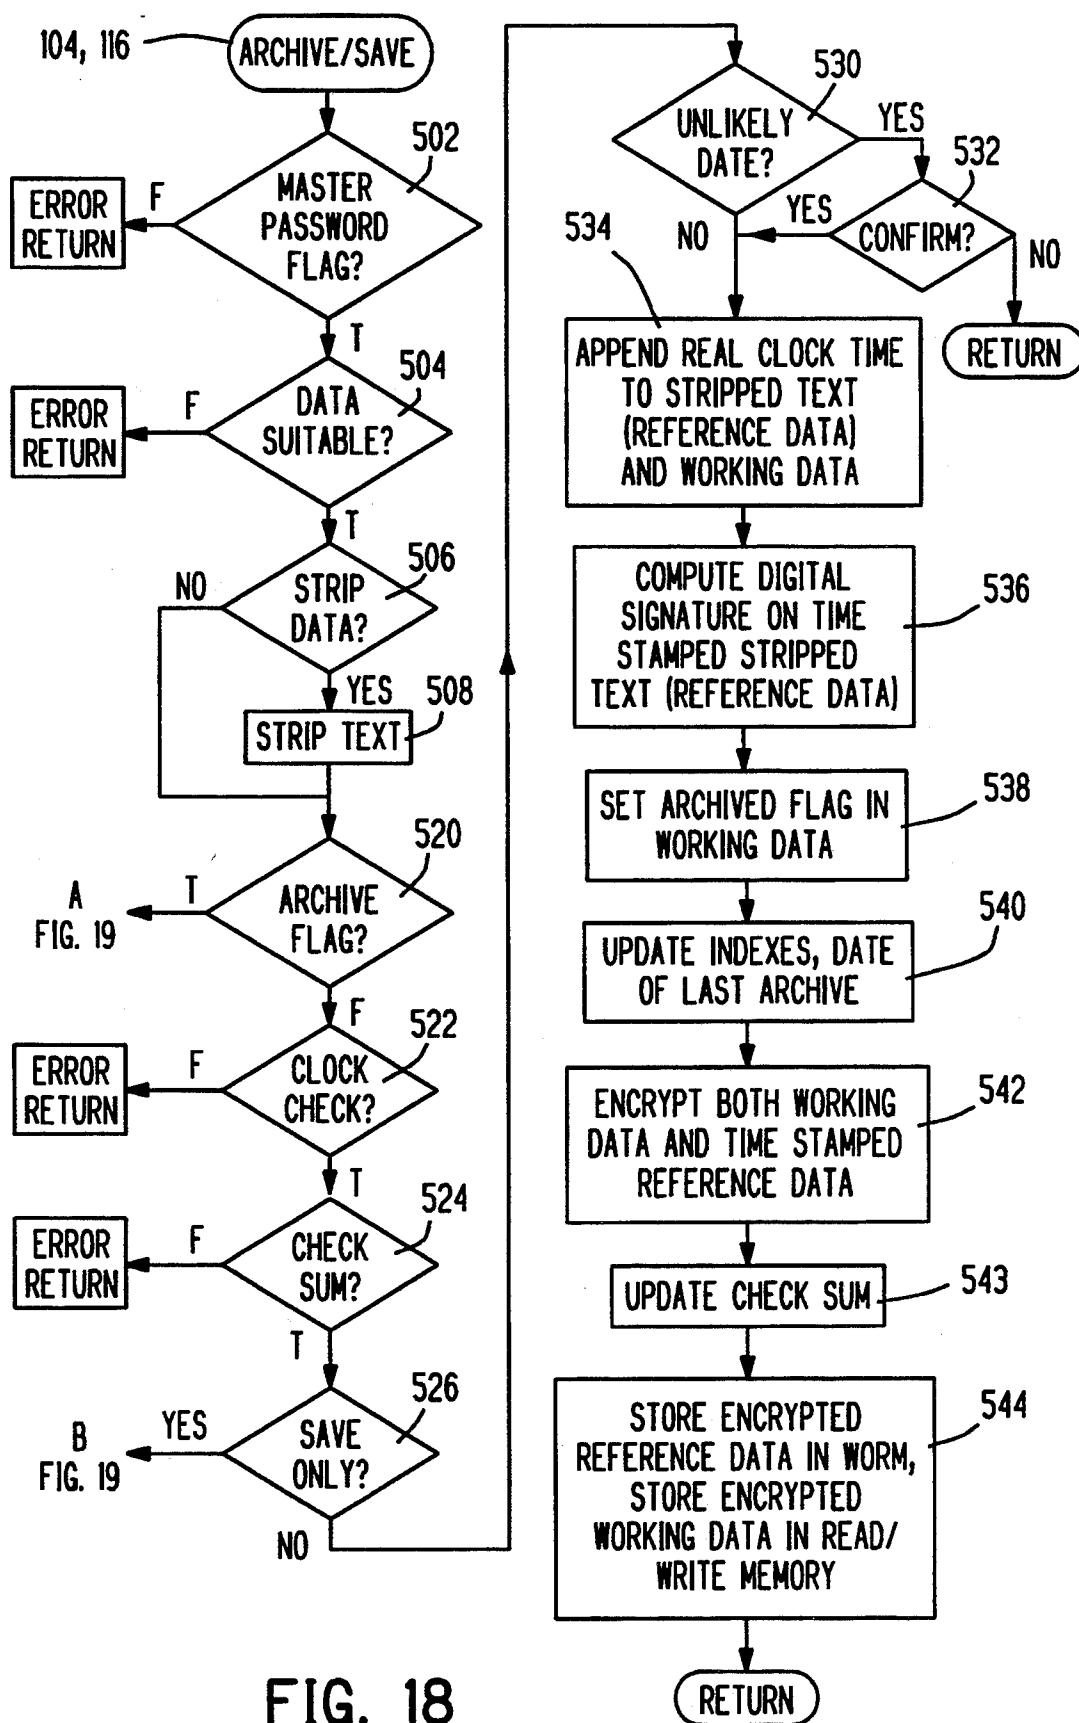 104, 116
ARCHIVE/SAVE
502
MASTER
PASSWORD
FLAG?
F
ERROR
RETURN
T
504
DATA
SUITABLE?
F
ERROR
RETURN
T
506
STRIP
DATA?
NO
YES
508
STRIP TEXT
520
ARCHIVE
FLAG?
T
A
FIG. 19
F
522
CLOCK
CHECK?
F
ERROR
RETURN
T
524
CHECK
SUM?
F
ERROR
RETURN
T
526
SAVE
ONLY?
YES
B
FIG. 19
NO
530
UNLIKELY
DATE?
YES
532
CONFIRM?
YES
NO
NO
RETURN
534
APPEND REAL CLOCK TIME
TO STRIPPED TEXT
(REFERENCE DATA)
AND WORKING DATA
COMPUTE DIGITAL
SIGNATURE ON TIME
STAMPED STRIPPED
TEXT (REFERENCE DATA)
536
SET ARCHIVED FLAG IN
WORKING DATA
538
UPDATE INDEXES, DATE
OF LAST ARCHIVE
540
ENCRYPT BOTH WORKING
DATA AND TIME STAMPED
REFERENCE DATA
542
UPDATE CHECK SUM
543
STORE ENCRYPTED
REFERENCE DATA IN WORM,
STORE ENCRYPTED
WORKING DATA IN READ/
WRITE MEMORY
544
RETURN
FIG. 18